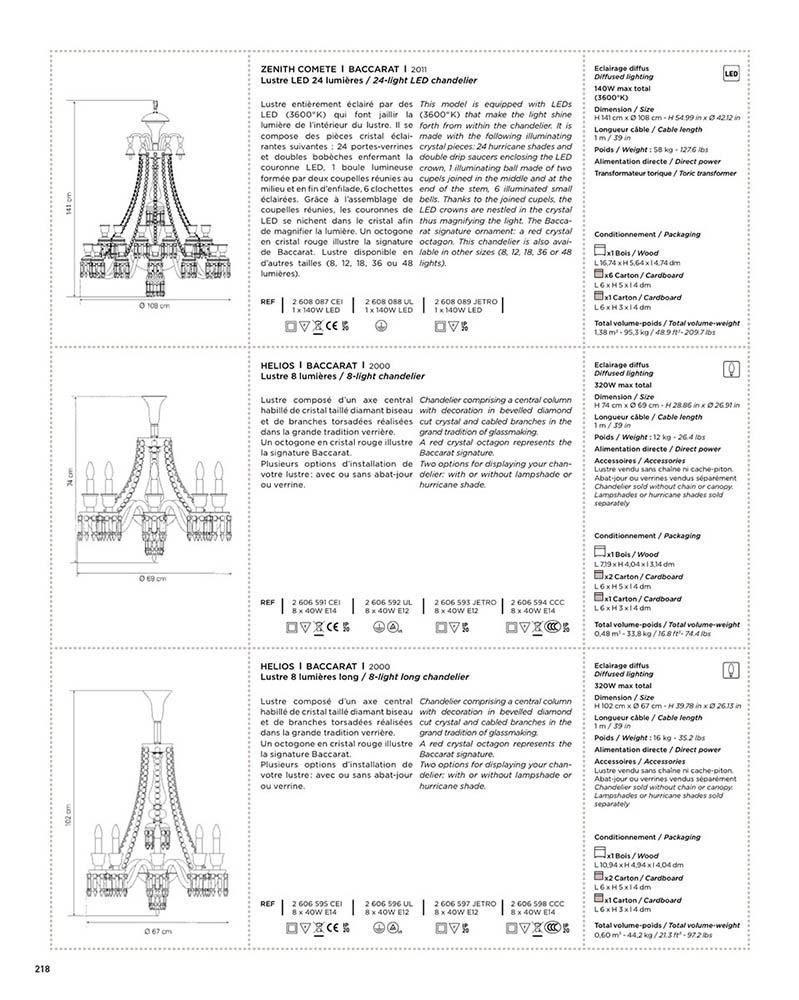 ZENITH COMETE I BACCARAT I 2011
Lustre LED 24 lumières / 24-light LED chandelier
Lustre entièrement éclairé par des
LED (3600°K) qui font jaillir la
lumière de l'intérieur du lustre. Il se
compose des pièces cristal éclai-
rantes suivantes : 24 portes-verrines
et doubles bobèches enfermant la
couronne LED, 1 boule lumineuse
formée par deux coupelles réunies au
milieu et en fin d'enfilade, 6 clochettes
éclairées. Grâce à l'assemblage de
coupelles réunies, les couronnes de
LED se nichent dans le cristal afin
de magnifier la lumière. Un octogone
en cristal rouge illustre la signature
de Baccarat. Lustre disponible en
d'autres tailles (8, 12, 18, 36 ou 48
lumières).
This model is equipped with LEDs
(3600°K) that make the light shine
forth from within the chandelier. It is
made with the following illuminating
crystal pieces: 24 hurricane shades and
double drip saucers enclosing the LED
crown, 1 illuminating ball made of two
cupels joined in the middle and at the
end of the stem, 6 illuminated small
bells. Thanks to the joined cupels, the
LED crowns are nestled in the crystal
thus magnifying the light. The Bacca-
rat signature ornament: a red crystal
octagon. This chandelier is also avai-
lable in other sizes (8, 12, 18, 36 or 48
lights).
141 cm
Ø 108 cm
REF
2 608 087 CEI
1 x 140W LED
2 608 088 UL
1 x 140W LED
2 608 089 JETRO
1 x 140W LED
Eclairage diffus
Diffused lighting
LED
140W max total
(3600°K)
Dimension / Size
H 141 cm x Ø 108 cm - H 54.99 in x Ø 42.12 in
Longueur câble / Cable length
1 m / 39 in
Poids / Weight : 58 kg - 127.6 lbs
Alimentation directe / Direct power
Transformateur torique / Toric transformer
Conditionnement / Packaging
x1 Bois / Wood
L 16,74 x H 5,64 x l 4,74 dm
x6 Carton / Cardboard
L 6 x H 5 x l 4 dm
x1 Carton / Cardboard
L 6 x H 3 x l 4 dm
Total volume-poids / Total volume-weight
1,38 m³ - 95,3 kg / 48.9 ft³- 209.7 lbs
HELIOS I BACCARAT I 2000
Lustre 8 lumières / 8-light chandelier
Lustre composé d'un axe central
habillé de cristal taillé diamant biseau
et de branches torsadées réalisées
dans la grande tradition verrière.
Un octogone en cristal rouge illustre
la signature Baccarat.
Plusieurs options d'installation de
votre lustre : avec ou sans abat-jour
ou verrine.
Chandelier comprising a central column
with decoration in bevelled diamond
cut crystal and cabled branches in the
grand tradition of glassmaking.
A red crystal octagon represents the
Baccarat signature.
Two options for displaying your chan-
delier: with or without lampshade or
hurricane shade.
74 cm
Ø 69 cm
REF
2 606 591 CEI
8 x 40W E14
2 606 592 UL
8 x 40W E12
2 606 593 JETRO
8 x 40W E12
2 606 594 CCC
8 x 40W E14
Eclairage diffus
Diffused lighting
320W max total
Dimension / Size
H 74 cm x Ø 69 cm - H 28.86 in x Ø 26.91 in
Longueur câble / Cable length
1 m / 39 in
Poids / Weight : 12 kg - 26.4 lbs
Alimentation directe / Direct power
Accessoires / Accessories
Lustre vendu sans chaîne ni cache-piton.
Abat-jour ou verrines vendus séparément
Chandelier sold without chain or canopy.
Lampshades or hurricane shades sold
separately
Conditionnement / Packaging
x1 Bois / Wood
L 7,19 x H 4,04 x l 3,14 dm
x2 Carton / Cardboard
L 6 x H 5 x l 4 dm
x1 Carton / Cardboard
L 6 x H 3 x l 4 dm
Total volume-poids / Total volume-weight
0,48 m³ - 33,8 kg / 16.8 ft³- 74.4 lbs
HELIOS I BACCARAT I 2000
Lustre 8 lumières long / 8-light long chandelier
Lustre composé d'un axe central
habillé de cristal taillé diamant biseau
et de branches torsadées réalisées
dans la grande tradition verrière.
Un octogone en cristal rouge illustre
la signature Baccarat.
Plusieurs options d'installation de
votre lustre: avec ou sans abat-jour
ou verrine.
Chandelier comprising a central column
with decoration in bevelled diamond
cut crystal and cabled branches in the
grand tradition of glassmaking.
A red crystal octagon represents the
Baccarat signature.
Two options for displaying your chan-
delier: with or without lampshade or
hurricane shade.
102 cm
Ø 67 cm
REF
2 606 595 CEI
8 x 40W E14
2 606 596 UL
8 x 40W E12
2 606 597 JETRO
8 x 40W E12
2 606 598 CCC
8 x 40W E14
Eclairage diffus
Diffused lighting
320W max total
Dimension / Size
H 102 cm x Ø 67 cm - H 39.78 in x Ø 26.13 in
Longueur câble / Cable length
1 m / 39 in
Poids / Weight : 16 kg - 35.2 lbs
Alimentation directe / Direct power
Accessoires / Accessories
Lustre vendu sans chaîne ni cache-piton.
Abat-jour ou verrines vendus séparément
Chandelier sold without chain or canopy.
Lampshades or hurricane shades sold
separately
Conditionnement / Packaging
x1 Bois / Wood
L 10,94 x H 4,94 x l 4,04 dm
x2 Carton / Cardboard
L 6 x H 5 x l 4 dm
x1 Carton / Cardboard
L 6 x H 3 x l 4 dm
Total volume-poids / Total volume-weight
0,60 m³ - 44,2 kg / 21.3 ft³ - 97.2 lbs
218